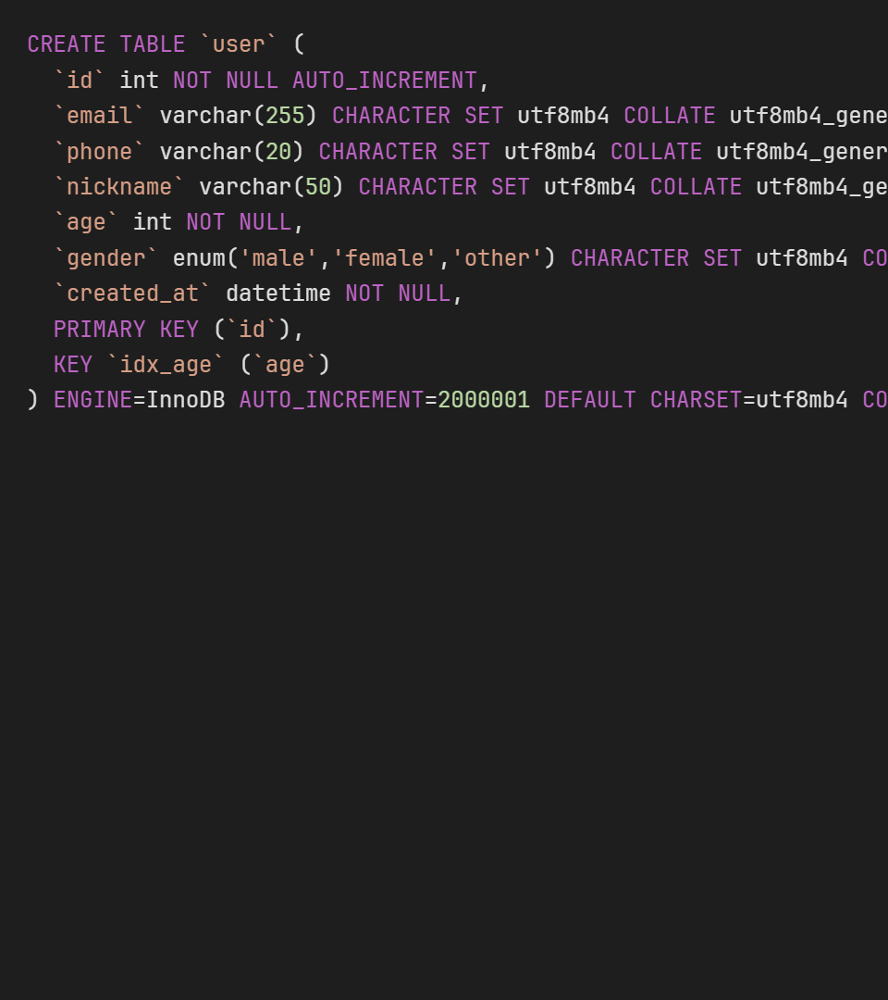 CREATE TABLE `user` (
  `id` int NOT NULL AUTO_INCREMENT,
  `email` varchar(255) CHARACTER SET utf8mb4 COLLATE utf8mb4_gene
  `phone` varchar(20) CHARACTER SET utf8mb4 COLLATE utf8mb4_gener
  `nickname` varchar(50) CHARACTER SET utf8mb4 COLLATE utf8mb4_ge
  `age` int NOT NULL,
  `gender` enum('male','female','other') CHARACTER SET utf8mb4 CO
  `created_at` datetime NOT NULL,
  PRIMARY KEY (`id`),
  KEY `idx_age` (`age`)
) ENGINE=InnoDB AUTO_INCREMENT=2000001 DEFAULT CHARSET=utf8mb4 CO